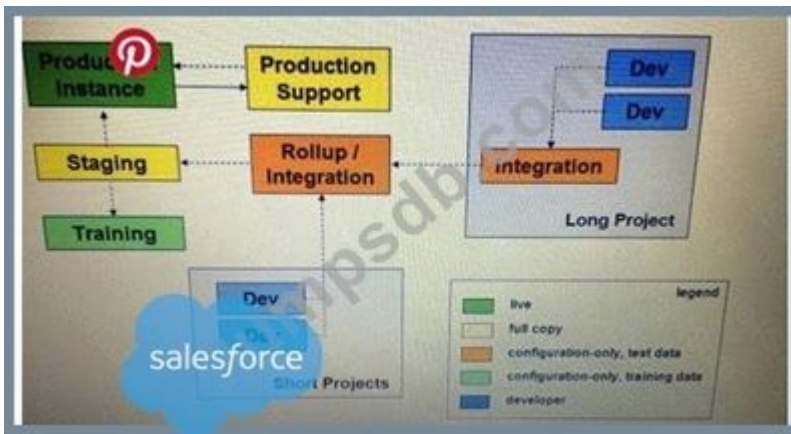 Production
Instance
Production
Support
Dev
Dev
Staging
Rollup /
Integration
Integration
Training
Long Project
Dev
salesforce
Short Projects
legend
live
full copy
configuration-only, test data
configuration-only, training data
developer